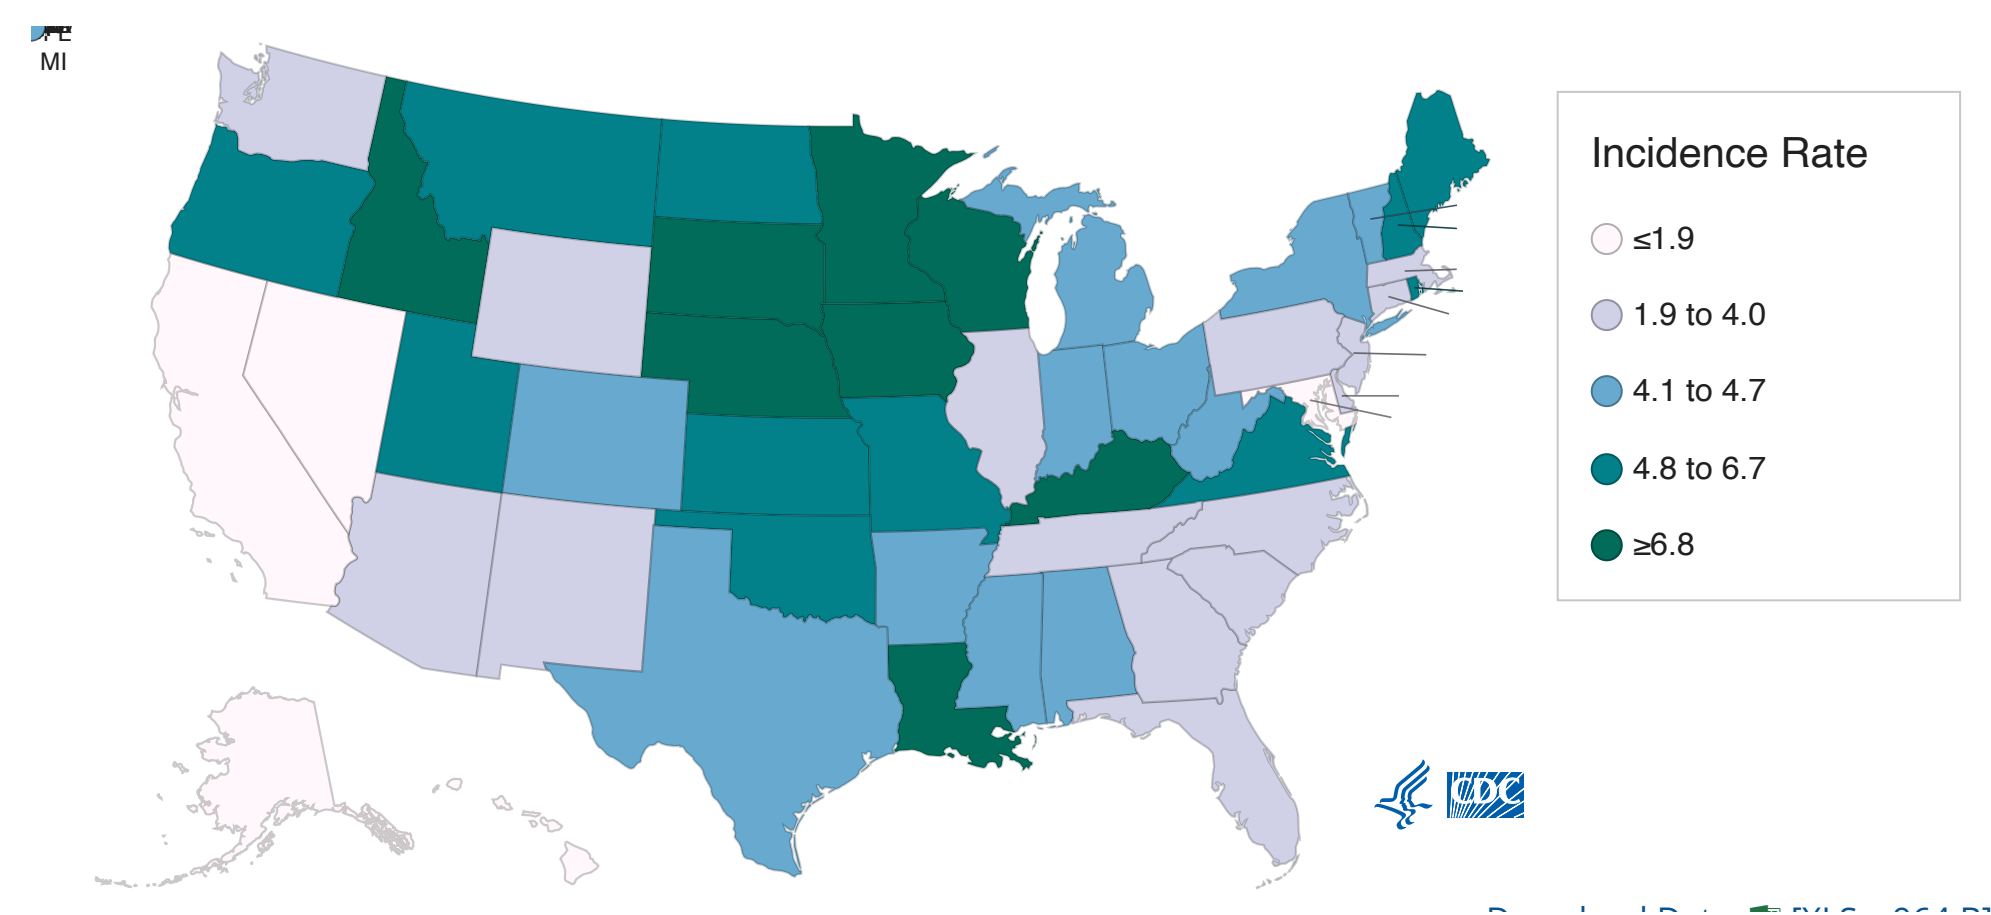 MI
Incidence Rate
≤1.9
1.9 to 4.0
4.1 to 4.7
4.8 to 6.7
≥6.8
CDC